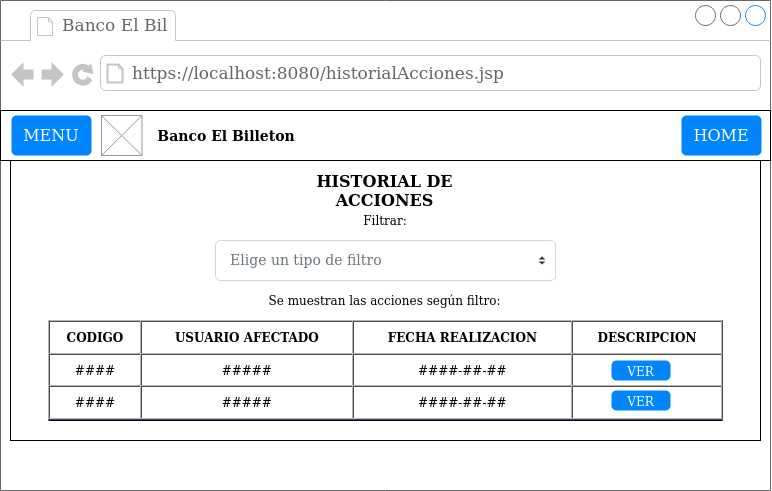 Banco El Bil
https://localhost:8080/historialAcciones.jsp
MENU Banco El Billeton HOME
HISTORIAL DE
ACCIONES
Filtrar:
Elige un tipo de filtro
Se muestran las acciones según filtro:
CODIGO USUARIO AFECTADO FECHA REALIZACION DESCRIPCION
#### ##### ####-##-## VER
#### ##### ####-##-## VER